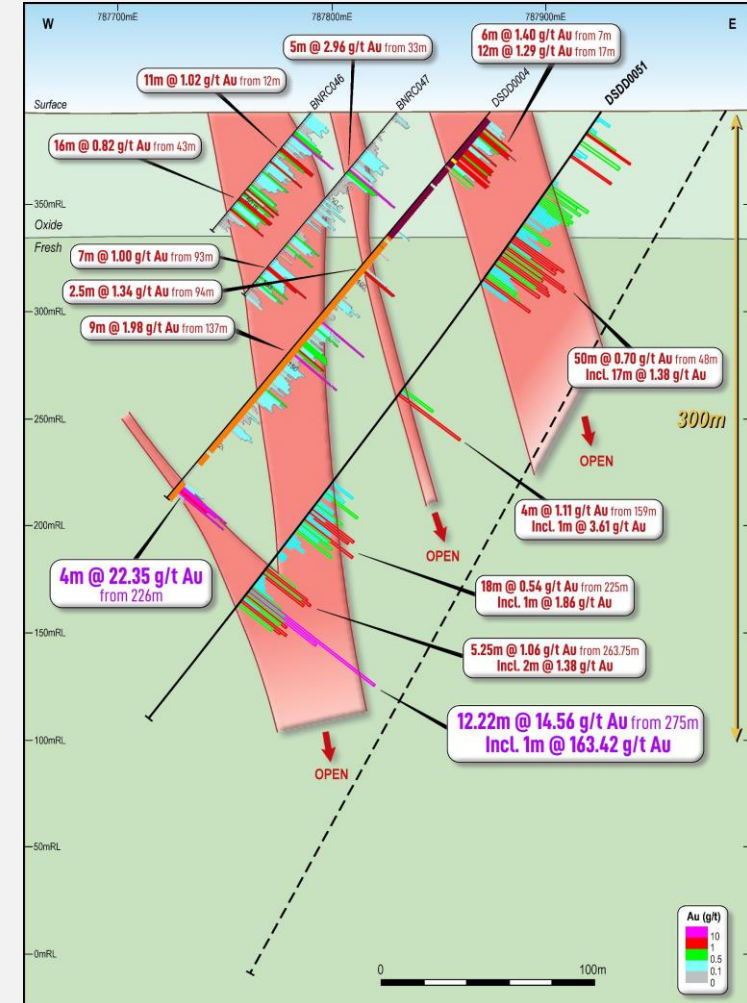 787700mE
787800mE
787900mE
W
E
5m @ 2.96 g/t Au from 33m
6m @ 1.40 g/t Au from 7m
12m @ 1.29 g/t Au from 17m
11m @ 1.02 g/t Au from 12m
BNRC046
BNRC047
DSDD0004
DSDD0051
Surface
16m @ 0.82 g/t Au from 43m
350mRL
Oxide
Fresh
7m @ 1.00 g/t Au from 93m
2.5m @ 1.34 g/t Au from 94m
300mRL
9m @ 1.98 g/t Au from 137m
50m @ 0.70 g/t Au from 48m
Incl. 17m @ 1.38 g/t Au
250mRL
300m
OPEN
4m @ 1.11 g/t Au from 159m
Incl. 1m @ 3.61 g/t Au
200mRL
OPEN
4m @ 22.35 g/t Au
from 226m
18m @ 0.54 g/t Au from 225m
Incl. 1m @ 1.86 g/t Au
150mRL
5.25m @ 1.06 g/t Au from 263.75m
Incl. 2m @ 1.38 g/t Au
12.22m @ 14.56 g/t Au from 275m
Incl. 1m @ 163.42 g/t Au
100mRL
OPEN
50mRL
Au (g/t)
10
1
0.5
0.1
0
0mRL
0
100m